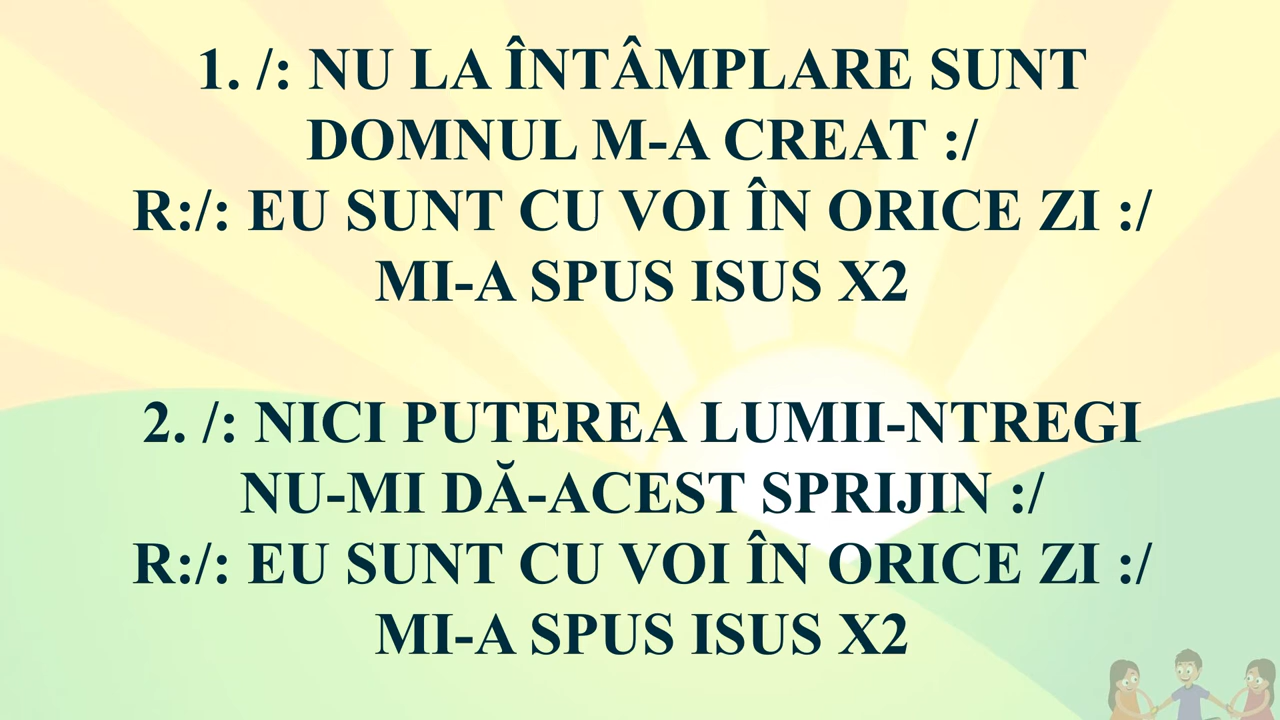 1. /: NU LA ÎNTÂMPLARE SUNT
DOMNUL M-A CREAT :/
R:/: EU SUNT CU VOI ÎN ORICE ZI :/
MI-A SPUS ISUS X2
2. /: NICI PUTEREA LUMII-NTREGI
NU-MI DĂ-ACEST SPRIJIN :/
R:/: EU SUNT CU VOI ÎN ORICE ZI :/
MI-A SPUS ISUS X2